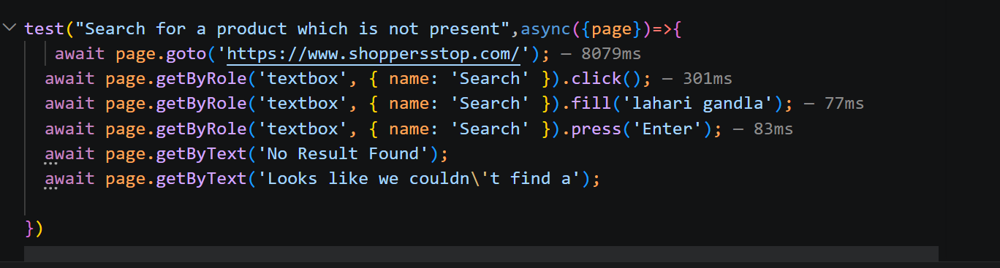 test("Search for a product which is not present",async({page})=>{
await page.goto('https://www.shoppersstop.com/'); — 8079ms
await page.getByRole('textbox', { name: 'Search' }).click(); — 301ms
await page.getByRole('textbox', { name: 'Search' }).fill('lahari gandla'); — 77ms
await page.getByRole('textbox', { name: 'Search' }).press('Enter'); — 83ms
await page.getByText('No Result Found');
await page.getByText('Looks like we couldn\'t find a');
})